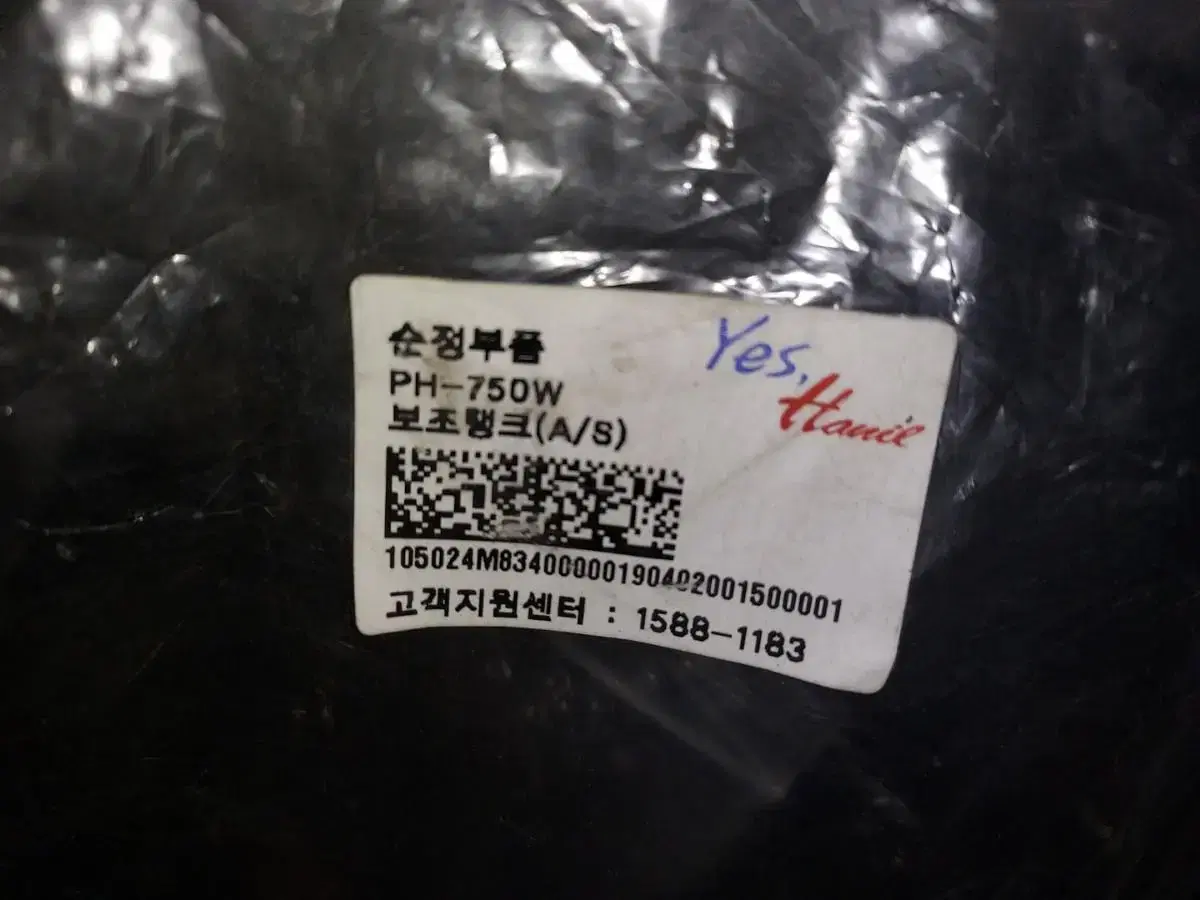 순정부품
Yes,
Hanil
PH-750W
보조탱크(A/S)
105024M83400000190402001500001
고객지원센터 : 1588-1183